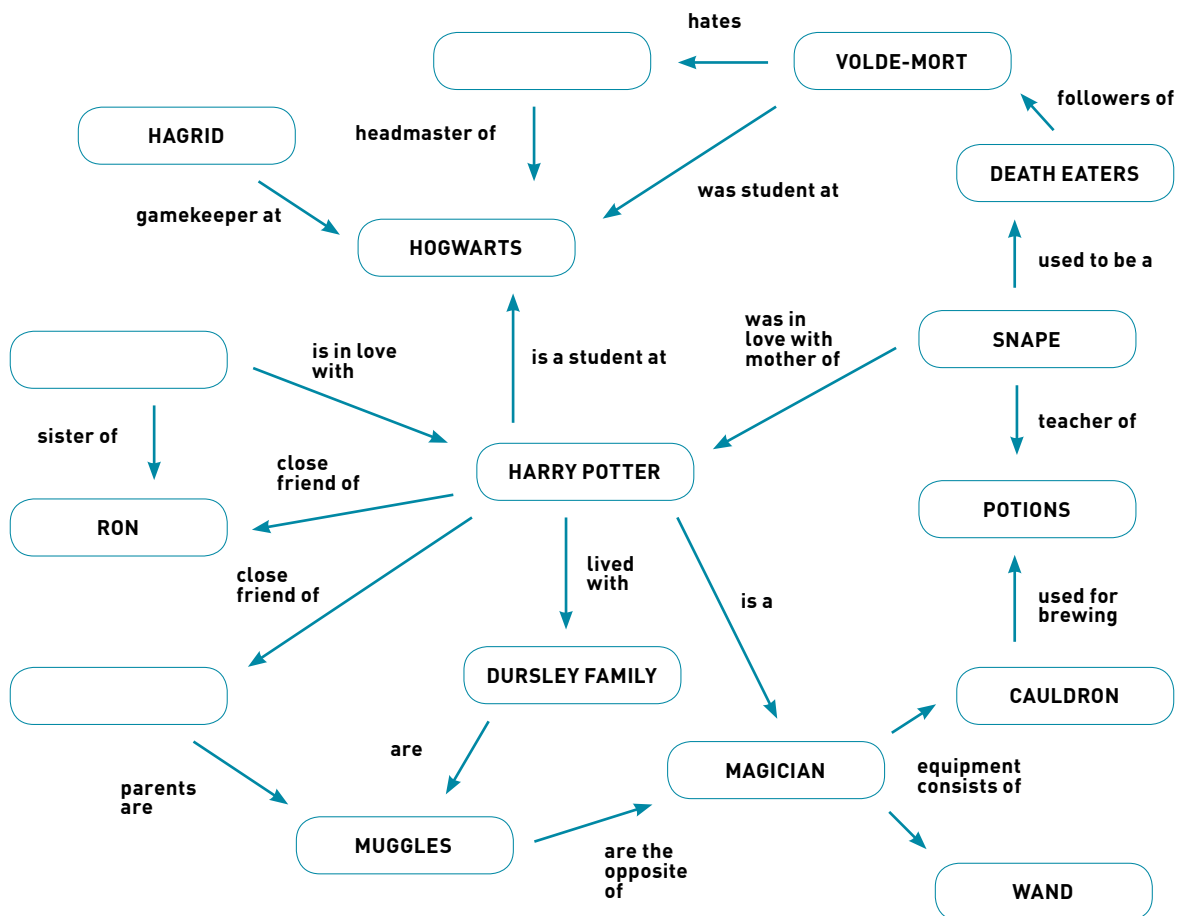 hates
VOLDE-MORT
followers of
HAGRID
headmaster of
DEATH EATERS
was student at
gamekeeper at
HOGWARTS
used to be a
was in
love with
mother of
SNAPE
is in love
with
is a student at
teacher of
sister of
close
friend of
HARRY POTTER
RON
POTIONS
close
friend of
lived
with
is a
used for
brewing
DURSLEY FAMILY
CAULDRON
are
MAGICIAN
equipment
consists of
parents
are
MUGGLES
are the
opposite
of
WAND